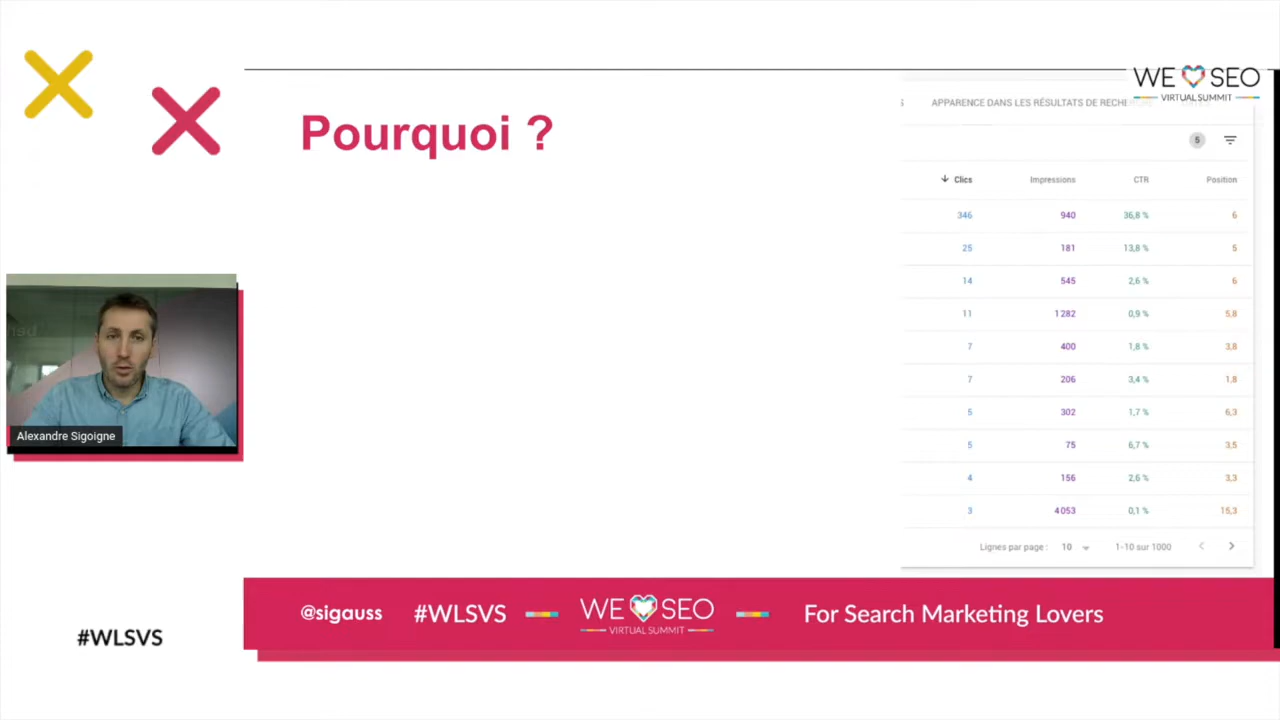 WE SEO
VIRTUAL SUMMIT
APPARENCE DANS LES RÉSULTATS DE RECHERCHE
Pourquoi ?
5
Clics Impressions CTR Position
346 940 36,8 % 6
25 181 13,8 % 5
14 545 2,6 % 6
11 1 282 0,9 % 5,8
7 400 1,8 % 3,8
7 206 3,4 % 1,8
5 302 1,7 % 6,3
5 75 6,7 % 3,5
4 156 2,6 % 3,3
3 4 053 0,1 % 15,3
Lignes par page : 10 1-10 sur 1000
Alexandre Sigoigne
@sigauss #WLSVS WE SEO For Search Marketing Lovers
VIRTUAL SUMMIT
#WLSVS